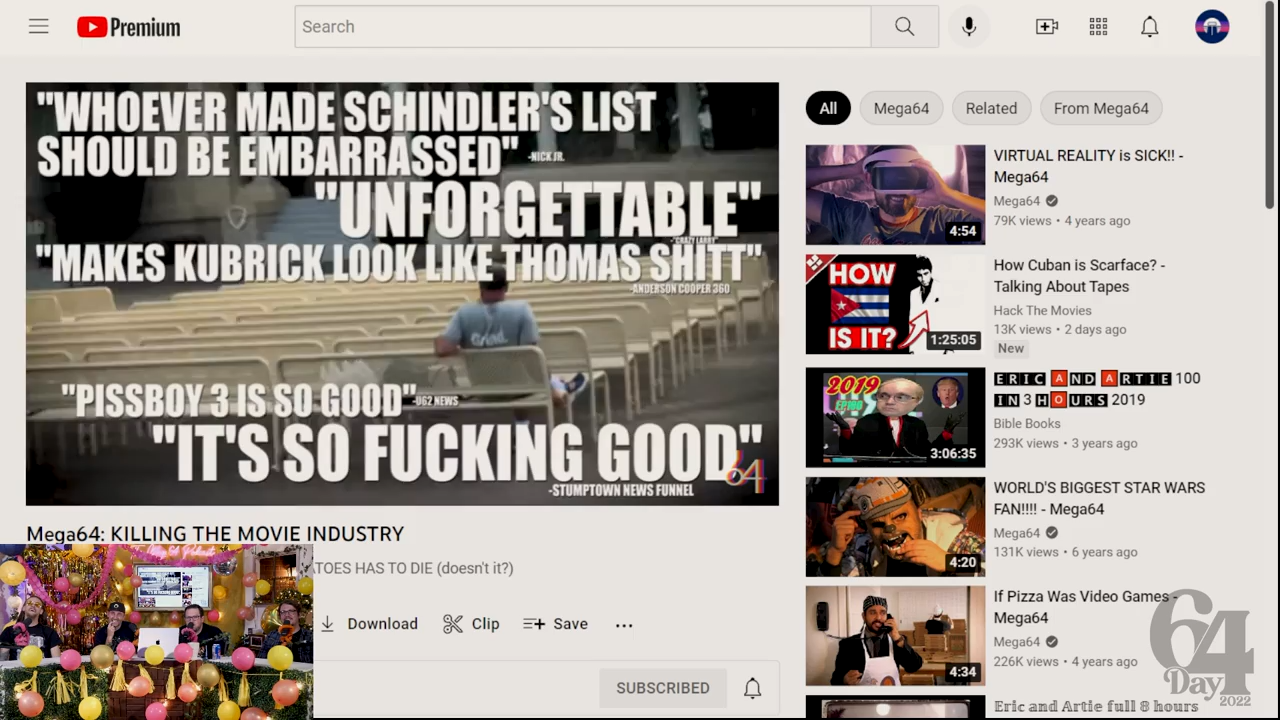 Premium
Search
"WHOEVER MADE SCHINDLER'S LIST
SHOULD BE EMBARRASSED" -NICK JR.
"UNFORGETTABLE"
-"CRAZY LARRY"
"MAKES KUBRICK LOOK LIKE THOMAS SHITT"
-ANDERSON COOPER 360
Grind
"PISSBOY 3 IS SO GOOD" -U62 NEWS
"IT'S SO FUCKING GOOD"
-STUMPTOWN NEWS FUNNEL
64
Mega64: KILLING THE MOVIE INDUSTRY
ATOES HAS TO DIE (doesn't it?)
Download
Clip
Save
SUBSCRIBED
All
Mega64
Related
From Mega64
4:54
VIRTUAL REALITY is SICK!! -
Mega64
Mega64
79K views • 4 years ago
HOW
IS IT?
1:25:05
How Cuban is Scarface? -
Talking About Tapes
Hack The Movies
13K views • 2 days ago
New
2019
3:06:35
ERIC AND ARTIE 100
IN 3 HOURS 2019
Bible Books
293K views • 3 years ago
4:20
WORLD'S BIGGEST STAR WARS
FAN!!!! - Mega64
Mega64
131K views • 6 years ago
4:34
If Pizza Was Video Games -
Mega64
Mega64
226K views • 4 years ago
Eric and Artie full 8 hours
64
Day
2022